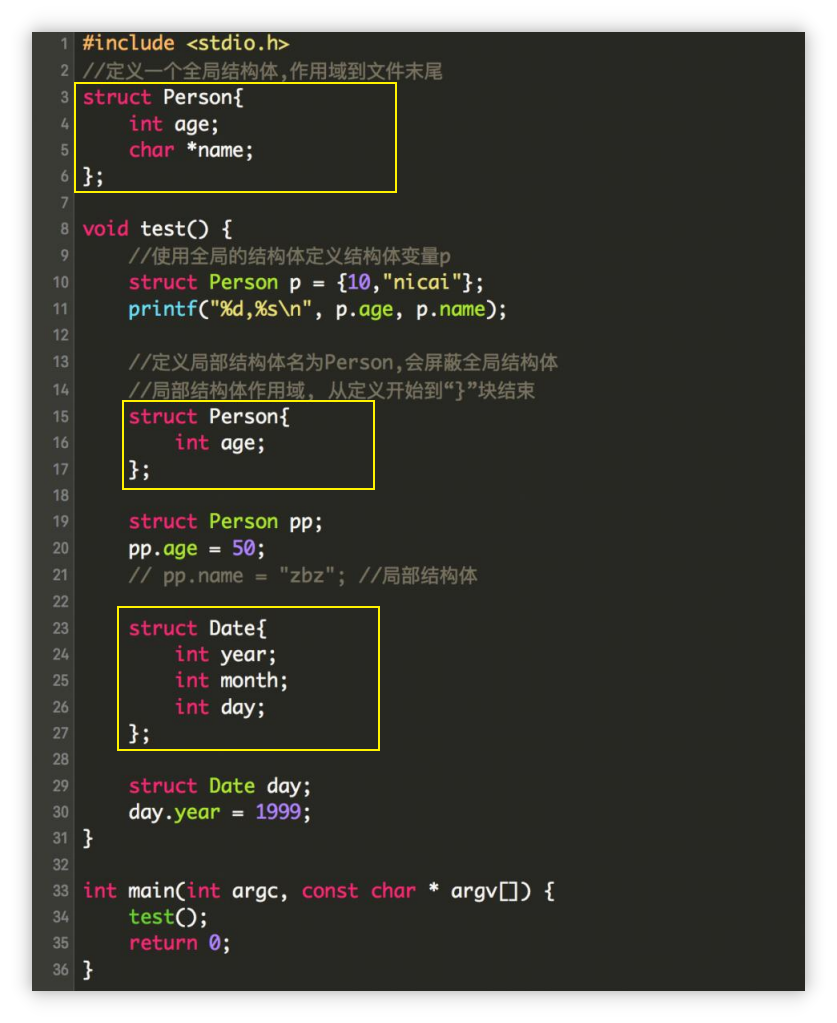 1 #include <stdio.h>
2 //定义一个全局结构体,作用域到文件末尾
3 struct Person{
4     int age;
5     char *name;
6 };
7
8 void test() {
9     //使用全局的结构体定义结构体变量p
10     struct Person p = {10,"nicai"};
11     printf("%d,%s\n", p.age, p.name);
12
13     //定义局部结构体名为Person,会屏蔽全局结构体
14     //局部结构体作用域, 从定义开始到“}”块结束
15     struct Person{
16         int age;
17     };
18
19     struct Person pp;
20     pp.age = 50;
21     // pp.name = "zbz"; //局部结构体
22
23     struct Date{
24         int year;
25         int month;
26         int day;
27     };
28
29     struct Date day;
30     day.year = 1999;
31 }
32
33 int main(int argc, const char * argv[]) {
34     test();
35     return 0;
36 }